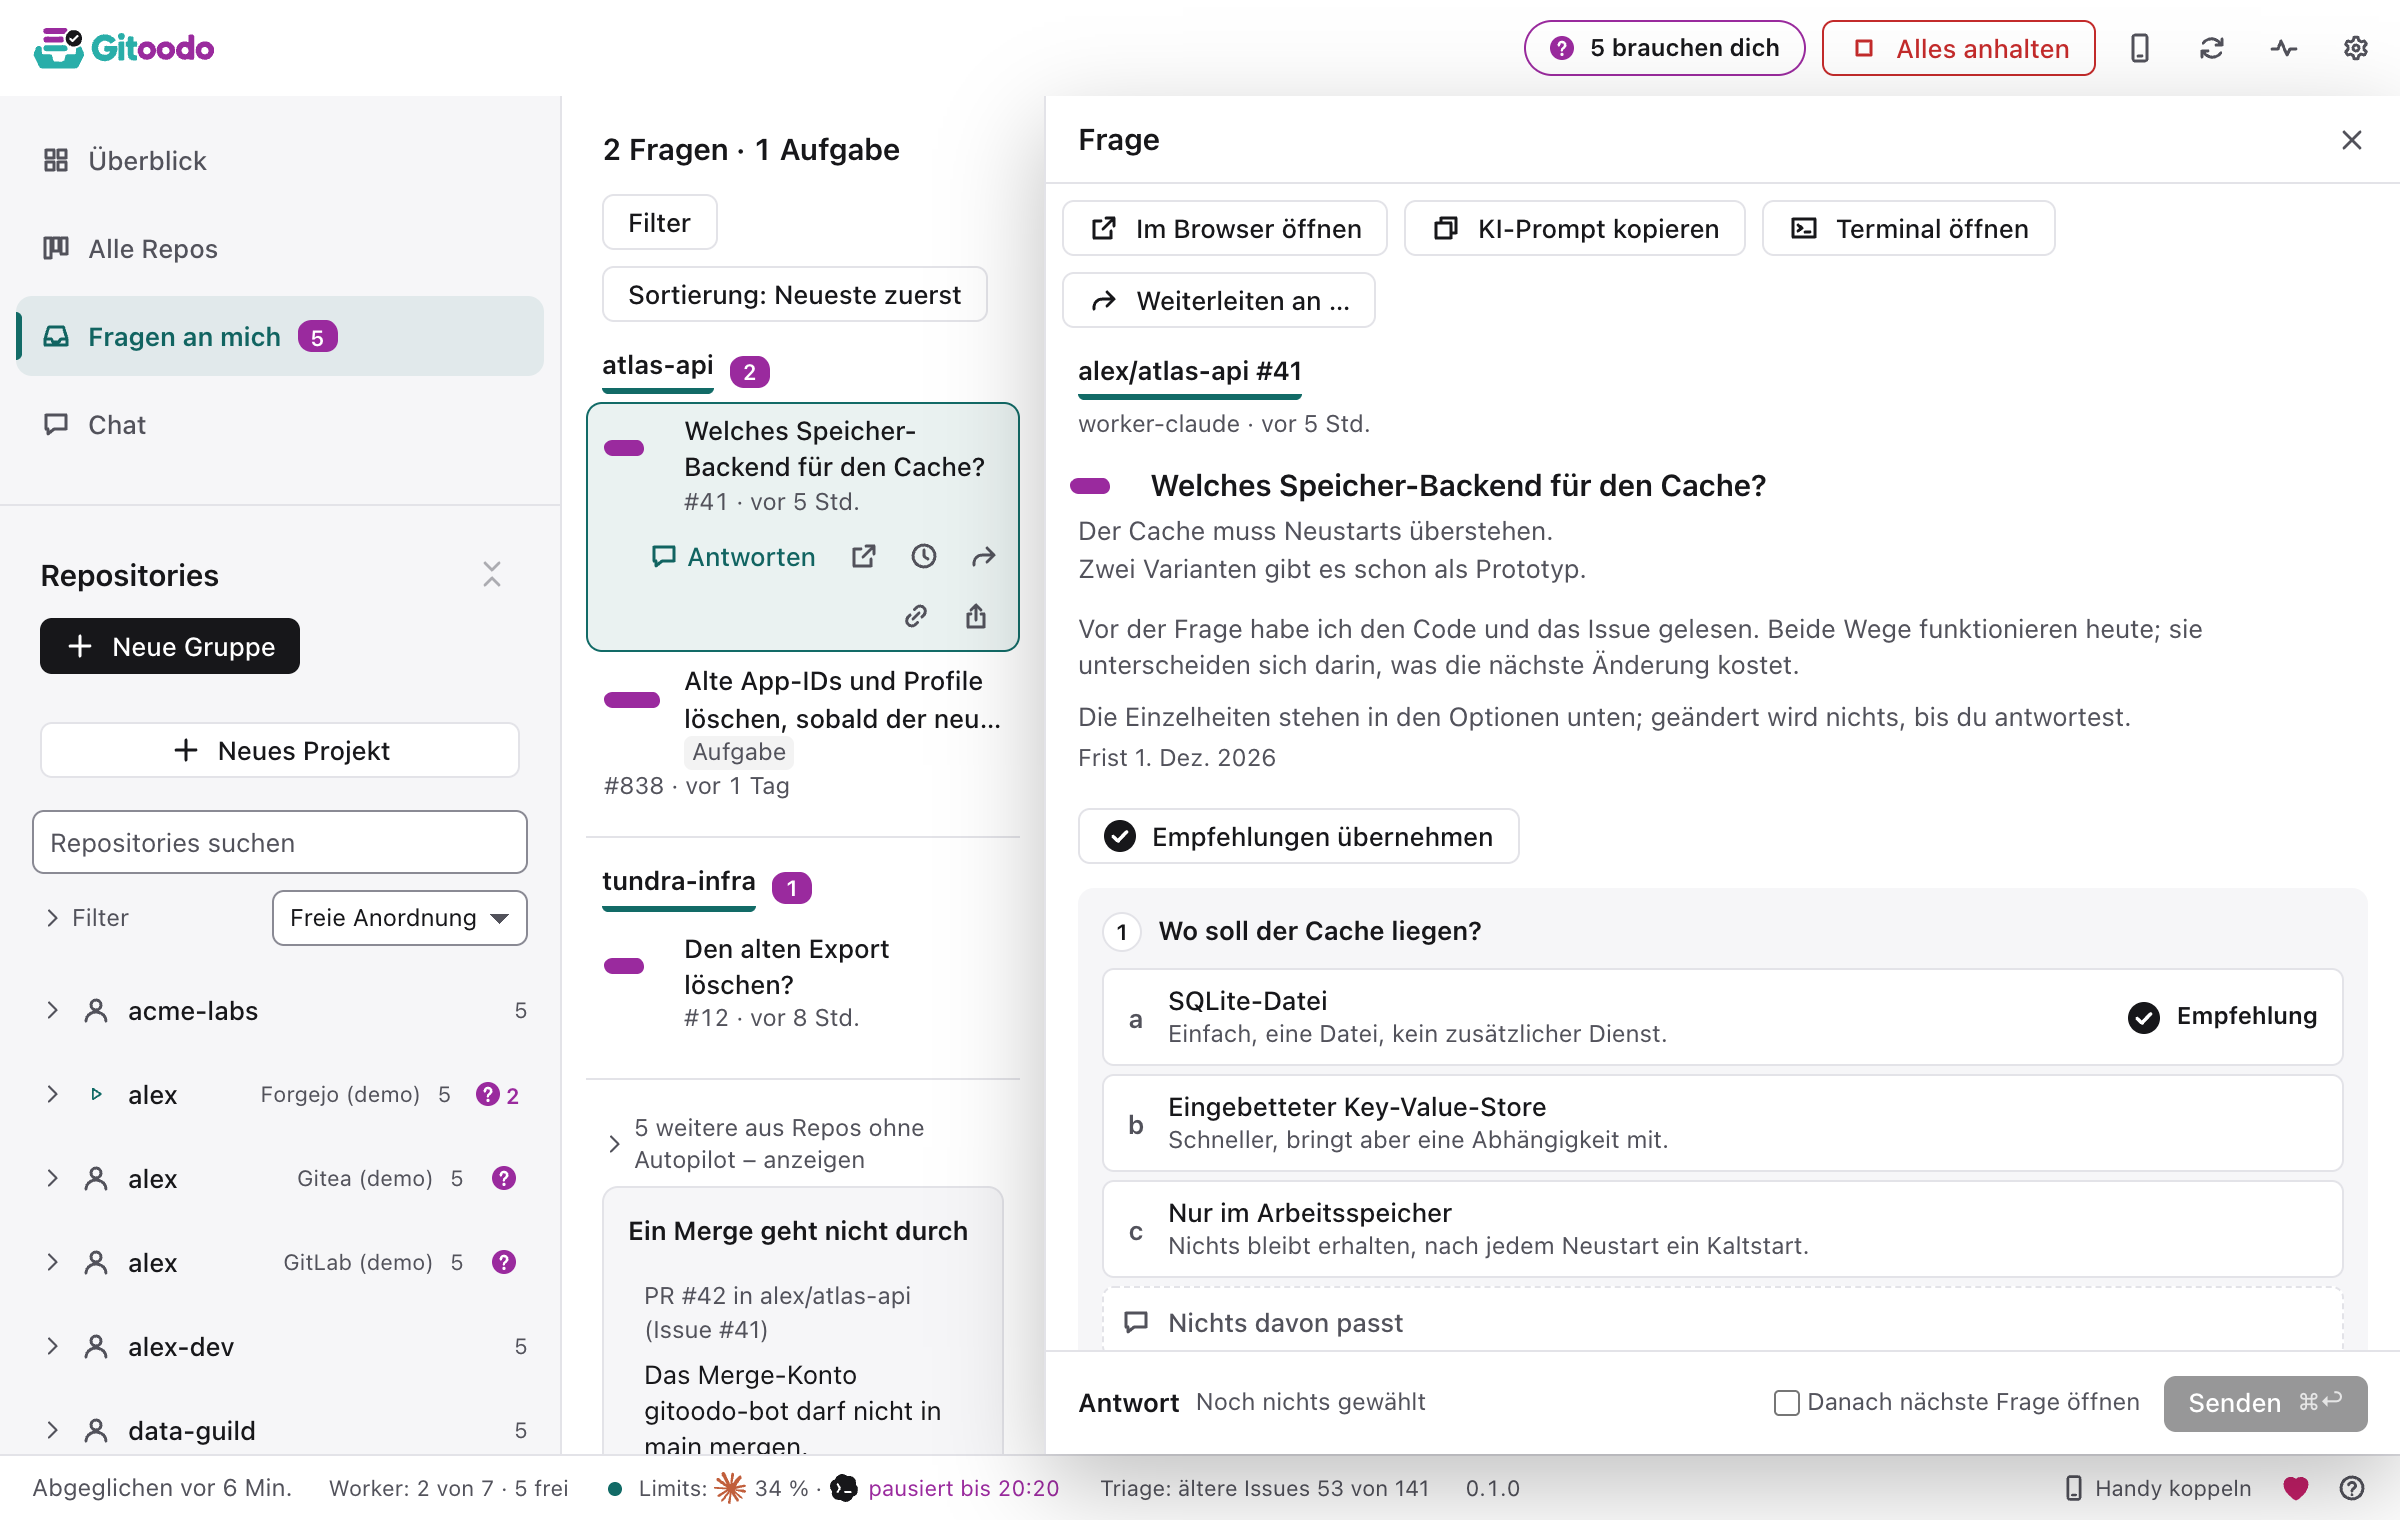 Gitoodo
5 brauchen dich
Alles anhalten
Überblick
Alle Repos
Fragen an mich 5
Chat
Repositories
Neue Gruppe
Neues Projekt
Repositories suchen
Filter
Freie Anordnung
acme-labs 5
alex Forgejo (demo) 5 ? 2
alex Gitea (demo) 5 ?
alex GitLab (demo) 5 ?
alex-dev 5
data-guild 5
2 Fragen · 1 Aufgabe
Filter
Sortierung: Neueste zuerst
atlas-api 2
Welches Speicher-
Backend für den Cache?
#41 · vor 5 Std.
Antworten
Alte App-IDs und Profile
löschen, sobald der neu...
Aufgabe
#838 · vor 1 Tag
tundra-infra 1
Den alten Export
löschen?
#12 · vor 8 Std.
5 weitere aus Repos ohne
Autopilot – anzeigen
Ein Merge geht nicht durch
PR #42 in alex/atlas-api
(Issue #41)
Das Merge-Konto
gitoodo-bot darf nicht in
main mergen.
Frage
Im Browser öffnen
KI-Prompt kopieren
Terminal öffnen
Weiterleiten an ...
alex/atlas-api #41
worker-claude · vor 5 Std.
Welches Speicher-Backend für den Cache?
Der Cache muss Neustarts überstehen.
Zwei Varianten gibt es schon als Prototyp.
Vor der Frage habe ich den Code und das Issue gelesen. Beide Wege funktionieren heute; sie
unterscheiden sich darin, was die nächste Änderung kostet.
Die Einzelheiten stehen in den Optionen unten; geändert wird nichts, bis du antwortest.
Frist 1. Dez. 2026
Empfehlungen übernehmen
1 Wo soll der Cache liegen?
a SQLite-Datei
Einfach, eine Datei, kein zusätzlicher Dienst.
Empfehlung
b Eingebetteter Key-Value-Store
Schneller, bringt aber eine Abhängigkeit mit.
c Nur im Arbeitsspeicher
Nichts bleibt erhalten, nach jedem Neustart ein Kaltstart.
Nichts davon passt
Antwort Noch nichts gewählt
Danach nächste Frage öffnen
Senden ⌘↩
Abgeglichen vor 6 Min.
Worker: 2 von 7 · 5 frei
Limits: 34 % · pausiert bis 20:20
Triage: ältere Issues 53 von 141
0.1.0
Handy koppeln